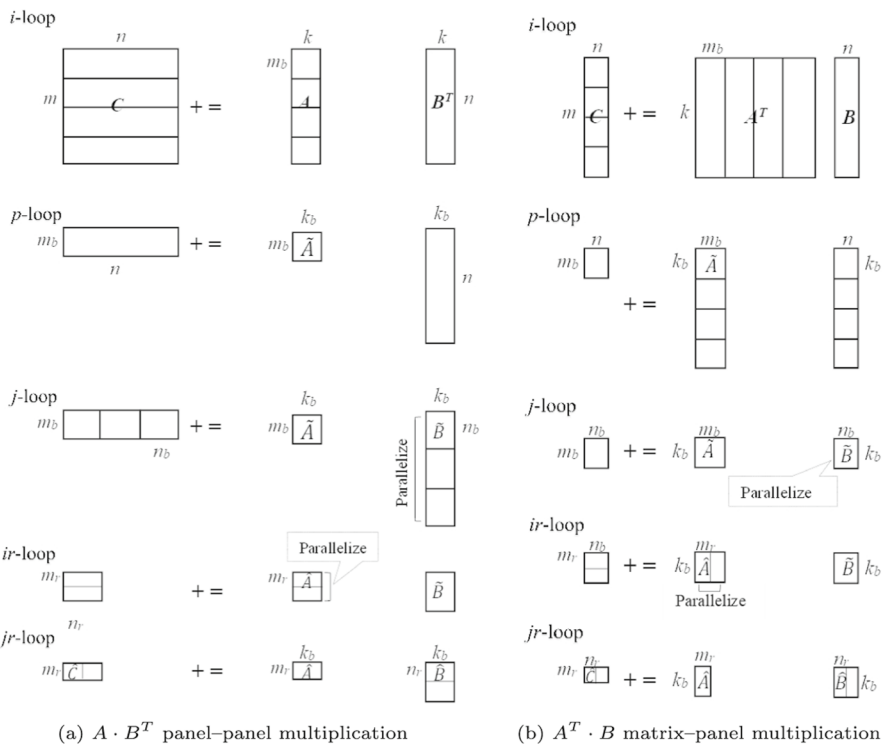 i-loop
n
k
k
m_b
m
C
+ =
A
B^T
n
p-loop
m_b
n
+ =
k_b
m_b
Ã
k_b
n
j-loop
m_b
n_b
+ =
k_b
m_b
Ã
k_b
B̃
n_b
Parallelize
ir-loop
m_r
n_r
+ =
Parallelize
m_r
Â
B̃
jr-loop
m_r
Ĉ
+ =
k_b
m_r
Â
k_b
n_r
B̂
(a) A · B^T panel–panel multiplication
i-loop
n
m_b
n
m
C
+ =
k
A^T
B
p-loop
n
m_b
+ =
m_b
k_b
Ã
n
k_b
j-loop
n_b
m_b
+ =
m_b
k_b
Ã
n_b
B̃
k_b
Parallelize
ir-loop
n_b
m_r
+ =
m_r
k_b
Â
B̃
k_b
Parallelize
jr-loop
n_r
m_r
Ĉ
+ =
m_r
k_b
Â
n_r
B̂
k_b
(b) A^T · B matrix–panel multiplication